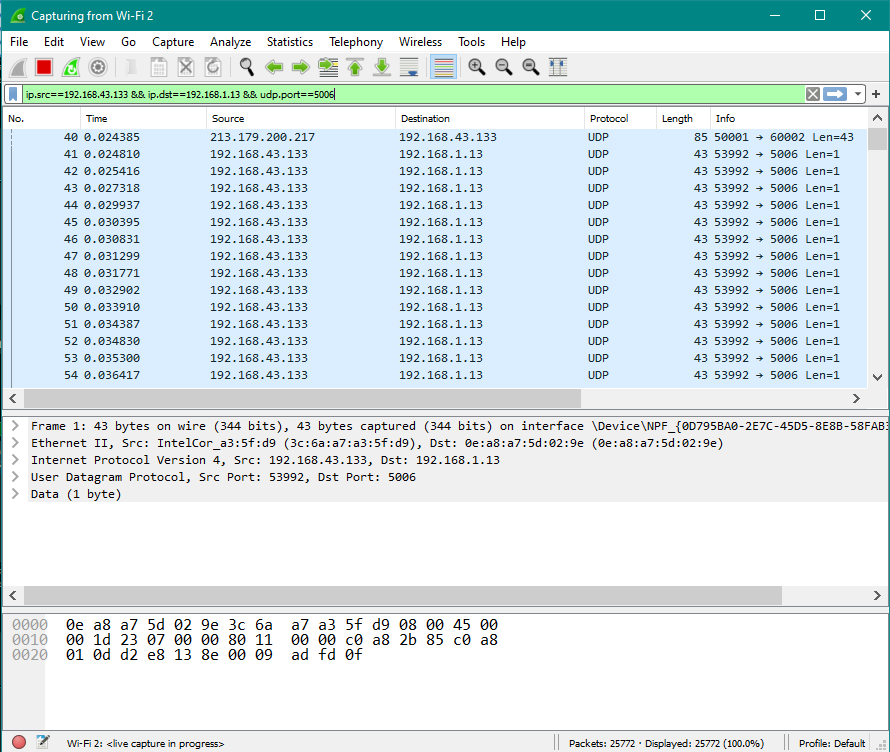 Capturing from Wi-Fi 2
File Edit View Go Capture Analyze Statistics Telephony Wireless Tools Help
ip.src==192.168.43.133 && ip.dst==192.168.1.13 && udp.port==5006
No. Time Source Destination Protocol Length Info
40 0.024385 213.179.200.217 192.168.43.133 UDP 85 50001 → 60002 Len=43
41 0.024810 192.168.43.133 192.168.1.13 UDP 43 53992 → 5006 Len=1
42 0.025416 192.168.43.133 192.168.1.13 UDP 43 53992 → 5006 Len=1
43 0.027318 192.168.43.133 192.168.1.13 UDP 43 53992 → 5006 Len=1
44 0.029937 192.168.43.133 192.168.1.13 UDP 43 53992 → 5006 Len=1
45 0.030395 192.168.43.133 192.168.1.13 UDP 43 53992 → 5006 Len=1
46 0.030831 192.168.43.133 192.168.1.13 UDP 43 53992 → 5006 Len=1
47 0.031299 192.168.43.133 192.168.1.13 UDP 43 53992 → 5006 Len=1
48 0.031771 192.168.43.133 192.168.1.13 UDP 43 53992 → 5006 Len=1
49 0.032902 192.168.43.133 192.168.1.13 UDP 43 53992 → 5006 Len=1
50 0.033910 192.168.43.133 192.168.1.13 UDP 43 53992 → 5006 Len=1
51 0.034387 192.168.43.133 192.168.1.13 UDP 43 53992 → 5006 Len=1
52 0.034830 192.168.43.133 192.168.1.13 UDP 43 53992 → 5006 Len=1
53 0.035300 192.168.43.133 192.168.1.13 UDP 43 53992 → 5006 Len=1
54 0.036417 192.168.43.133 192.168.1.13 UDP 43 53992 → 5006 Len=1
Frame 1: 43 bytes on wire (344 bits), 43 bytes captured (344 bits) on interface \Device\NPF_{0D795BA0-2E7C-45D5-8E8B-58FAB
Ethernet II, Src: IntelCor_a3:5f:d9 (3c:6a:a7:a3:5f:d9), Dst: 0e:a8:a7:5d:02:9e (0e:a8:a7:5d:02:9e)
Internet Protocol Version 4, Src: 192.168.43.133, Dst: 192.168.1.13
User Datagram Protocol, Src Port: 53992, Dst Port: 5006
Data (1 byte)
0000 0e a8 a7 5d 02 9e 3c 6a a7 a3 5f d9 08 00 45 00
0010 00 1d 23 07 00 00 80 11 00 00 c0 a8 2b 85 c0 a8
0020 01 0d d2 e8 13 8e 00 09 ad fd 0f
Wi-Fi 2: <live capture in progress> Packets: 25772 · Displayed: 25772 (100.0%) Profile: Default